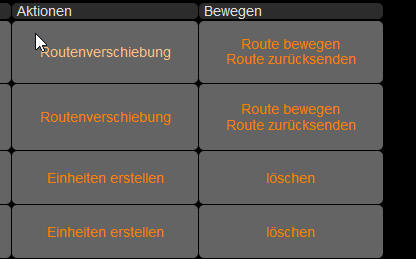 Aktionen Bewegen
Routenverschiebung Route bewegen
Route zurücksenden
Routenverschiebung Route bewegen
Route zurücksenden
Einheiten erstellen löschen
Einheiten erstellen löschen